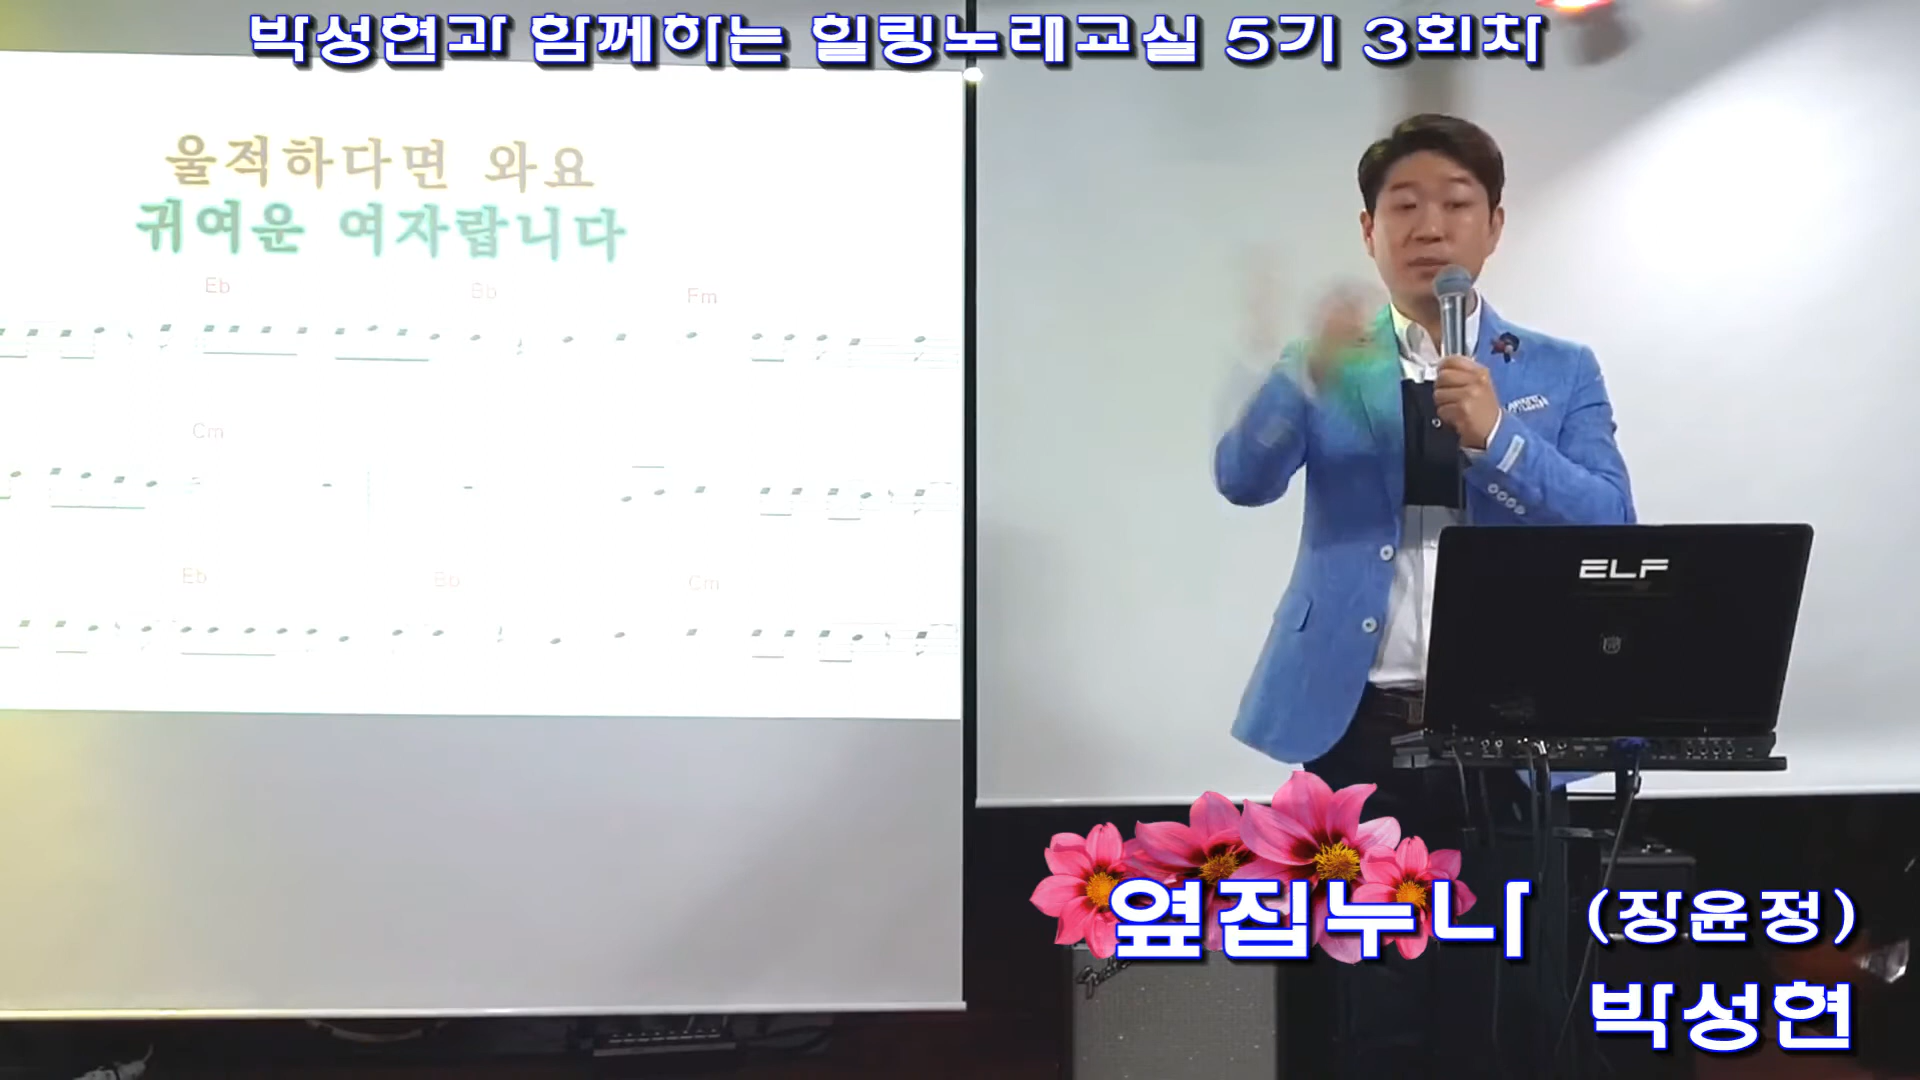 박성현과 함께하는 힐링노래교실 5기 3회차
울적하다면 와요
귀여운 여자랍니다
Eb Bb Fm
Cm
Eb Bb Cm
ELF
옆집누나 (장윤정)
박성현